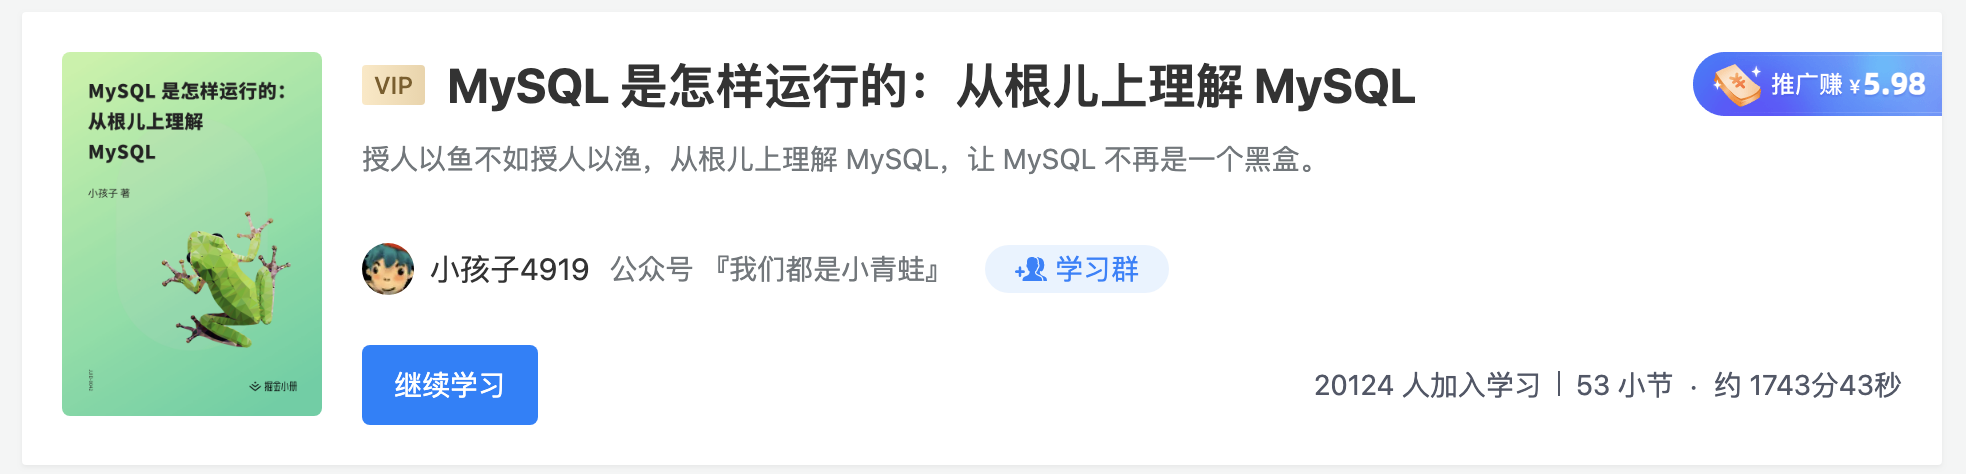 MySQL 是怎样运行的：
从根儿上理解
MySQL
小孩子 著
掘金小册
VIP
MySQL 是怎样运行的：从根儿上理解 MySQL
推广赚 ¥5.98
授人以鱼不如授人以渔，从根儿上理解 MySQL，让 MySQL 不再是一个黑盒。
小孩子4919 公众号 『我们都是小青蛙』
学习群
继续学习
20124 人加入学习 | 53 小节 · 约 1743分43秒